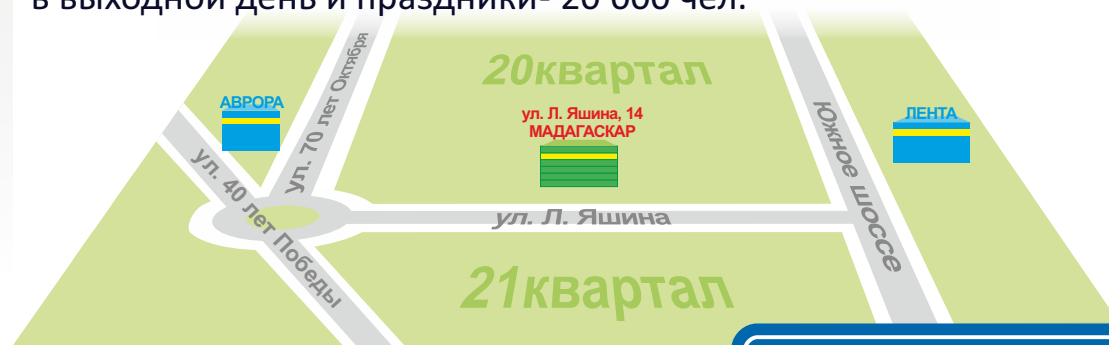 в выходной день и праздники- 20 000 чел.
20квартал
ул. 70 лет Октября
АВРОРА
ул. Л. Яшина, 14
МАДАГАСКАР
ЛЕНТА
Южное шоссе
ул. 40 лет Победы
ул. Л. Яшина
21квартал